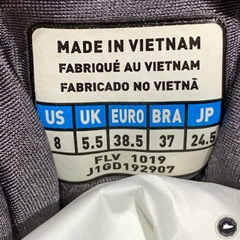 MADE IN VIETNAM
FABRIQUÉ AU VIETNAM
FABRICADO NO VIETNÃ
US UK EURO BRA JP
8 5.5 38.5 37 24.5
FLV 1019
J1GD192907